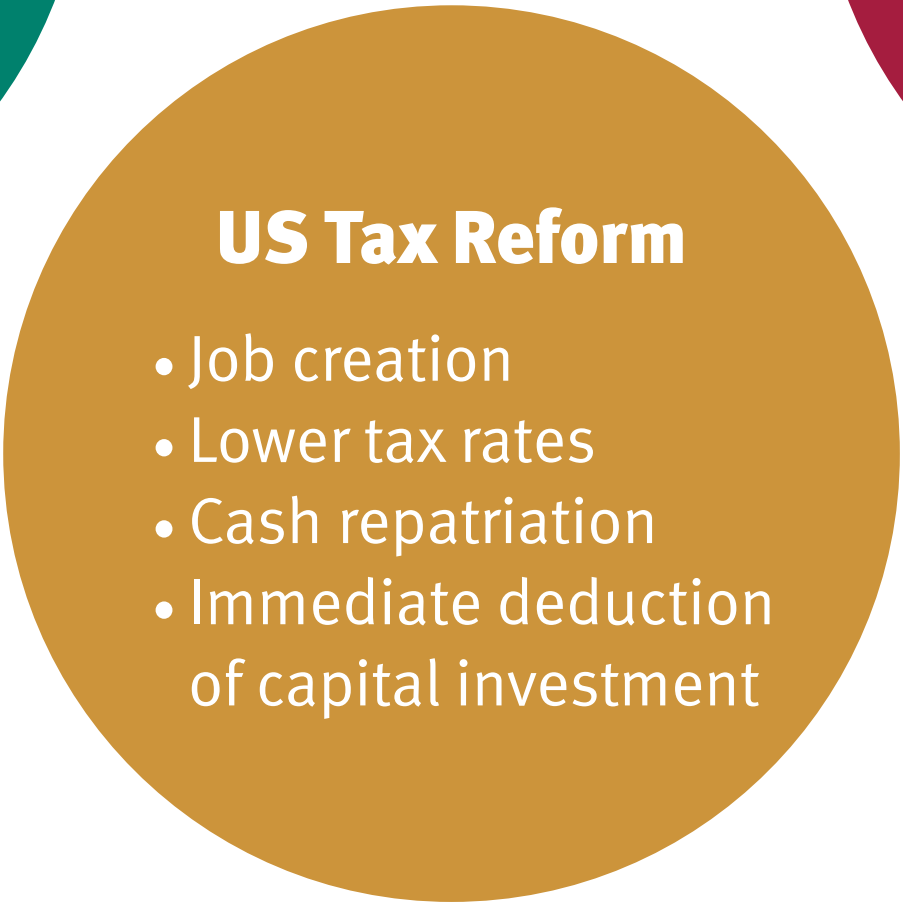 US Tax Reform
• Job creation
• Lower tax rates
• Cash repatriation
• Immediate deduction
of capital investment